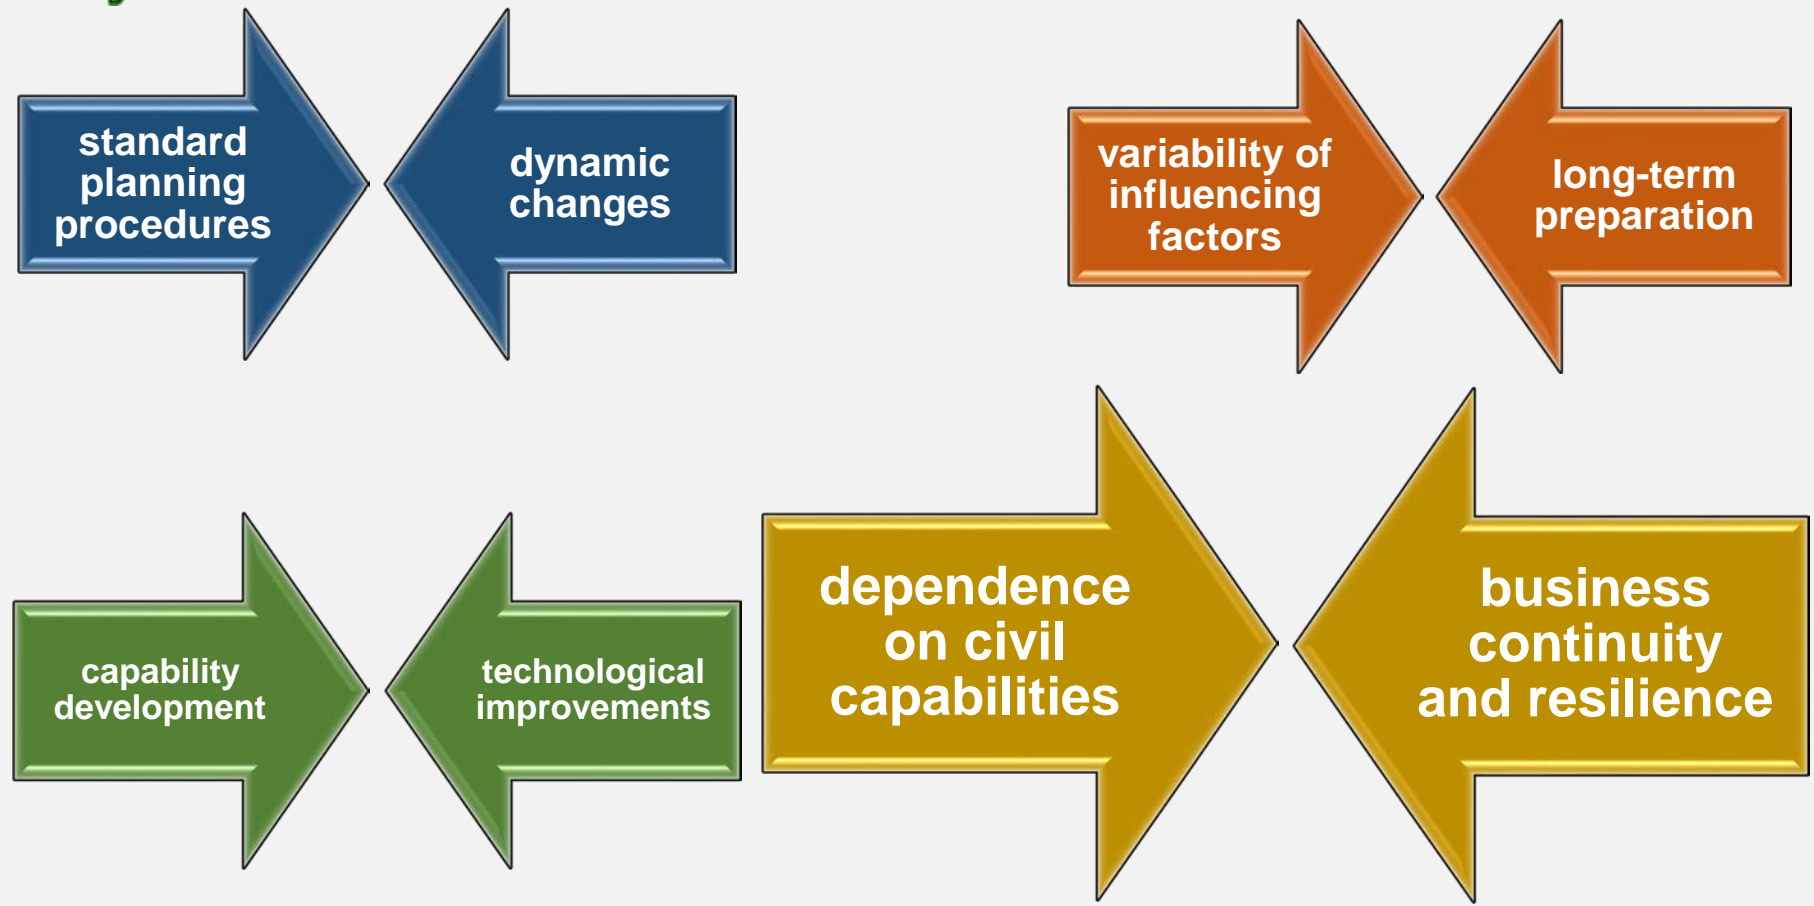 standard
planning
procedures
dynamic
changes
variability of
influencing
factors
long-term
preparation
capability
development
technological
improvements
dependence
on civil
capabilities
business
continuity
and resilience